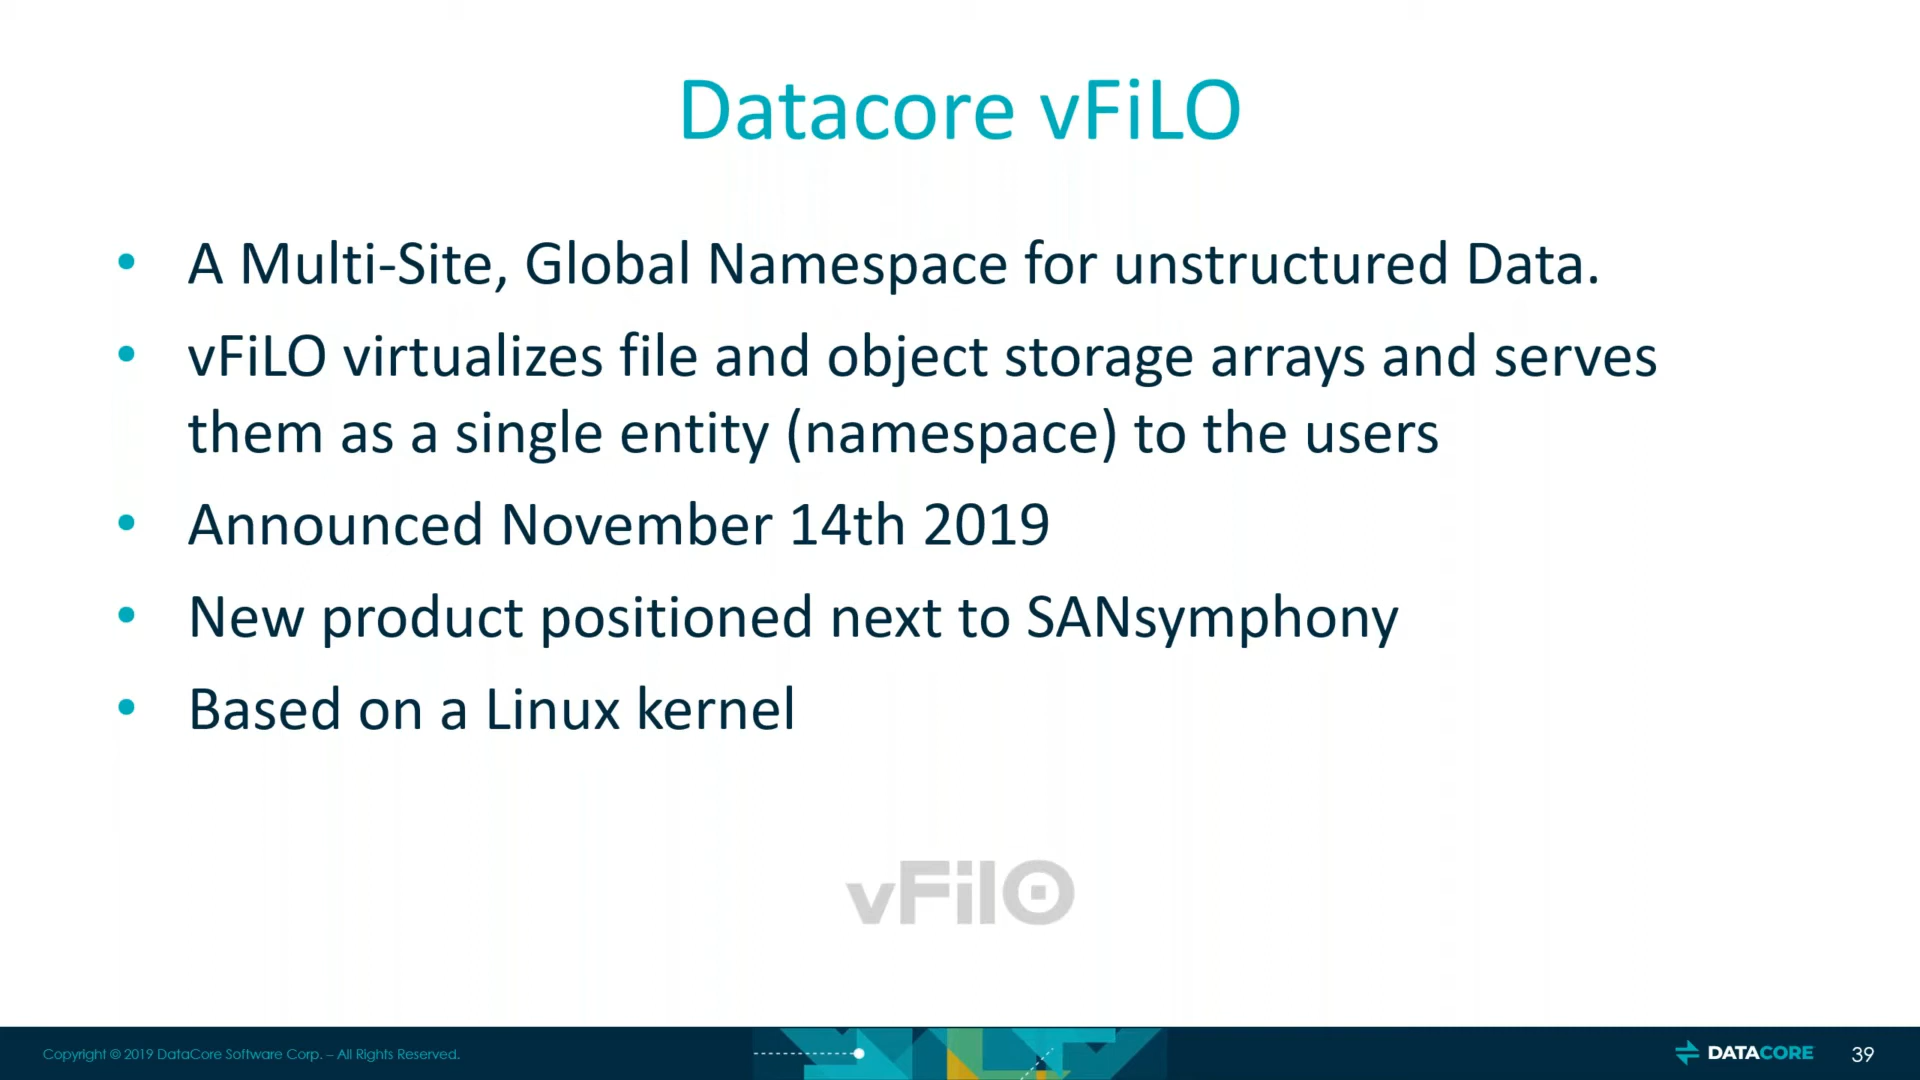 Datacore vFiLO
• A Multi-Site, Global Namespace for unstructured Data.
• vFiLO virtualizes file and object storage arrays and serves
them as a single entity (namespace) to the users
• Announced November 14th 2019
• New product positioned next to SANsymphony
• Based on a Linux kernel
vFilO
Copyright © 2019 DataCore Software Corp. – All Rights Reserved.
DATACORE
39